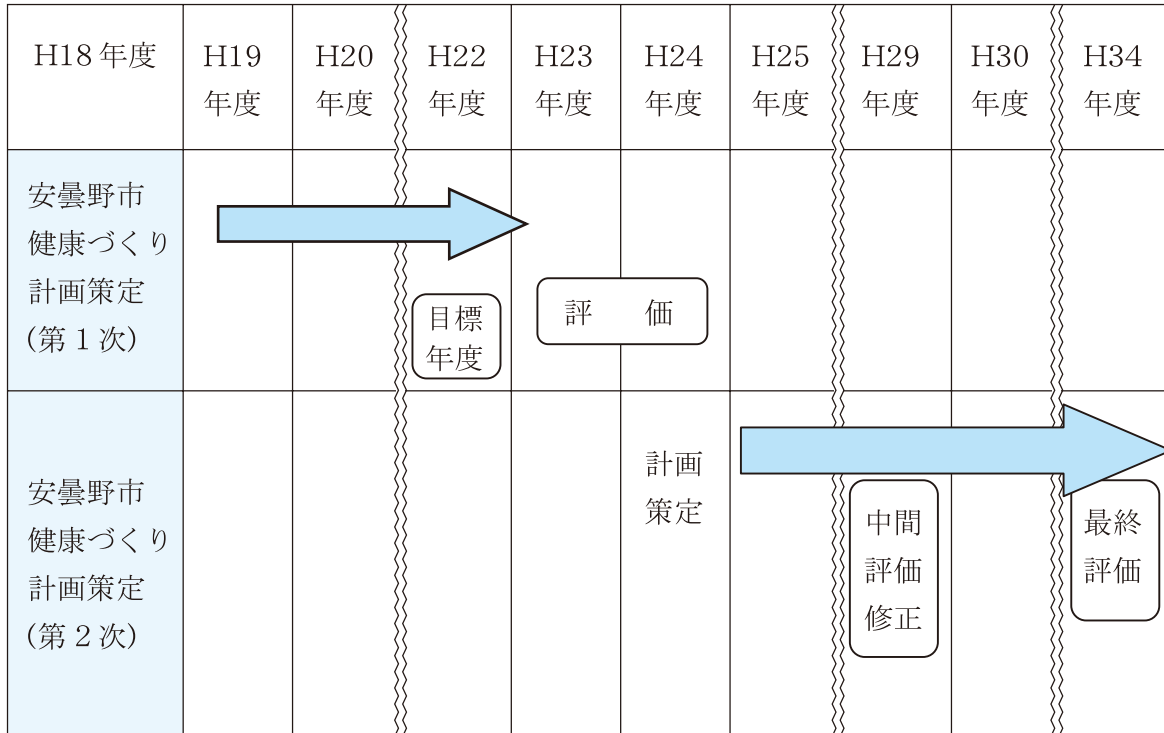 H18年度
H19
年度
H20
年度
H22
年度
H23
年度
H24
年度
H25
年度
H29
年度
H30
年度
H34
年度
安曇野市
健康づくり
計画策定
(第1次)
目標
年度
評　価
安曇野市
健康づくり
計画策定
(第2次)
計画
策定
中間
評価
修正
最終
評価